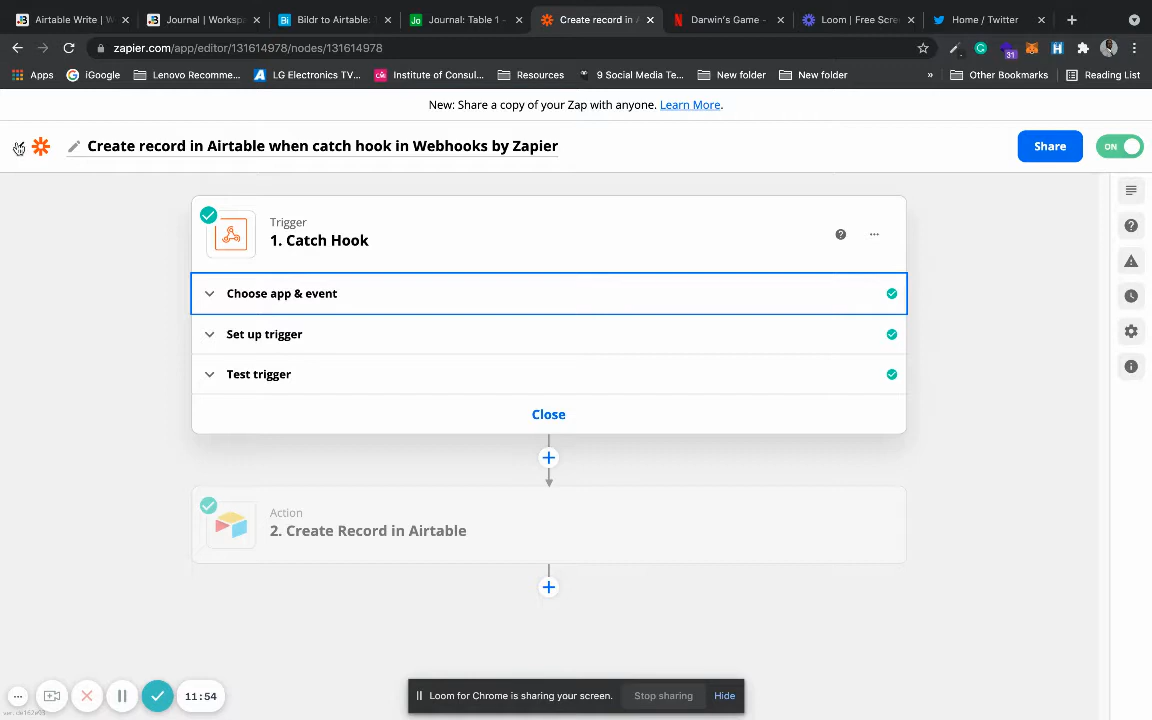 Airtable Write | W
Journal | Worksp
Bildr to Airtable:
Journal: Table 1 -
Create record in A
Darwin's Game -
Loom | Free Scre
Home / Twitter
zapier.com/app/editor/131614978/nodes/131614978
31
Apps
iGoogle
Lenovo Recomme...
LG Electronics TV...
Institute of Consul...
Resources
9 Social Media Te...
New folder
New folder
»
Other Bookmarks
Reading List
New: Share a copy of your Zap with anyone. Learn More.
Create record in Airtable when catch hook in Webhooks by Zapier
Share
ON
Trigger
1. Catch Hook
Choose app & event
Set up trigger
Test trigger
Close
Action
2. Create Record in Airtable
11:54
Loom for Chrome is sharing your screen.
Stop sharing
Hide